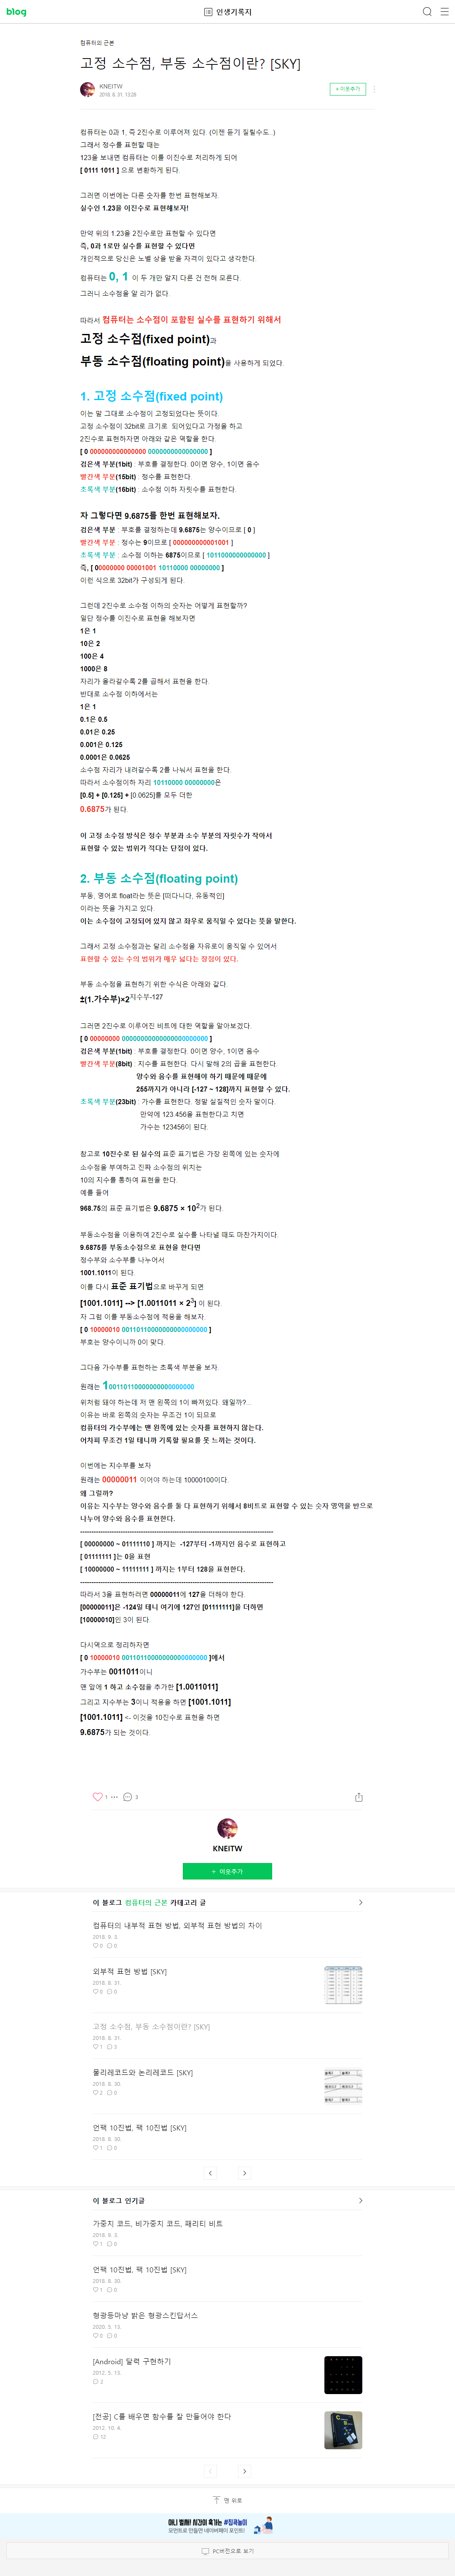 blog
인생기록지
컴퓨터의 근본
고정 소수점, 부동 소수점이란? [SKY]
KNEITW
2018. 8. 31. 13:28
+ 이웃추가
컴퓨터는 0과 1, 즉 2진수로 이루어져 있다. (이젠 듣기 질릴수도..)
그래서 정수를 표현할 때는
123을 보내면 컴퓨터는 이를 이진수로 처리하게 되어
[ 0111 1011 ] 으로 변환하게 된다.
그러면 이번에는 다른 숫자를 한번 표현해보자.
실수인 1.23을 이진수로 표현해보자!
만약 위의 1.23을 2진수로만 표현할 수 있다면
즉, 0과 1로만 실수를 표현할 수 있다면
개인적으로 당신은 노벨 상을 받을 자격이 있다고 생각한다.
컴퓨터는 0, 1 이 두 개만 알지 다른 건 전혀 모른다.
그러니 소수점을 알 리가 없다.
따라서 컴퓨터는 소수점이 포함된 실수를 표현하기 위해서
고정 소수점(fixed point)과
부동 소수점(floating point)을 사용하게 되었다.
1. 고정 소수점(fixed point)
이는 말 그대로 소수점이 고정되었다는 뜻이다.
고정 소수점이 32bit로 크기로 되어있다고 가정을 하고
2진수로 표현하자면 아래와 같은 역할을 한다.
[ 0 000000000000000 0000000000000000 ]
검은색 부분(1bit) : 부호를 결정한다. 0이면 양수, 1이면 음수
빨간색 부분(15bit) : 정수를 표현한다.
초록색 부분(16bit) : 소수점 이하 자릿수를 표현한다.
자 그렇다면 9.6875를 한번 표현해보자.
검은색 부분 : 부호를 결정하는데 9.6875는 양수이므로 [ 0 ]
빨간색 부분 : 정수는 9이므로 [ 000000000001001 ]
초록색 부분 : 소수점 이하는 6875이므로 [ 1011000000000000 ]
즉, [ 00000000 00001001 10110000 00000000 ]
이런 식으로 32bit가 구성되게 된다.
그런데 2진수로 소수점 이하의 숫자는 어떻게 표현할까?
일단 정수를 이진수로 표현을 해보자면
1은 1
10은 2
100은 4
1000은 8
자리가 올라갈수록 2를 곱해서 표현을 한다.
반대로 소수점 이하에서는
1은 1
0.1은 0.5
0.01은 0.25
0.001은 0.125
0.0001은 0.0625
소수점 자리가 내려갈수록 2를 나눠서 표현을 한다.
따라서 소수점이하 자리 10110000 00000000은
[0.5] + [0.125] + [0.0625]를 모두 더한
0.6875가 된다.
이 고정 소수점 방식은 정수 부분과 소수 부분의 자릿수가 작아서
표현할 수 있는 범위가 적다는 단점이 있다.
2. 부동 소수점(floating point)
부동, 영어로 float라는 뜻은 [떠다니다, 유동적인]
이라는 뜻을 가지고 있다.
이는 소수점이 고정되어 있지 않고 좌우로 움직일 수 있다는 뜻을 말한다.
그래서 고정 소수점과는 달리 소수점을 자유로이 움직일 수 있어서
표현할 수 있는 수의 범위가 매우 넓다는 장점이 있다.
부동 소수점을 표현하기 위한 수식은 아래와 같다.
±(1.가수부)×2지수부-127
그러면 2진수로 이루어진 비트에 대한 역할을 알아보겠다.
[ 0 00000000 00000000000000000000000 ]
검은색 부분(1bit) : 부호를 결정한다. 0이면 양수, 1이면 음수
빨간색 부분(8bit) : 지수를 표현한다. 다시 말해 2의 곱을 표현한다.
양수와 음수를 표현해야 하기 때문에 때문에
255까지가 아니라 [-127 ~ 128]까지 표현할 수 있다.
초록색 부분(23bit) : 가수를 표현한다. 정말 실질적인 숫자 말이다.
만약에 123.456을 표현한다고 치면
가수는 123456이 된다.
참고로 10진수로 된 실수의 표준 표기법은 가장 왼쪽에 있는 숫자에
소수점을 부여하고 진짜 소수점의 위치는
10의 지수를 통하여 표현을 한다.
예를 들어
968.75의 표준 표기법은 9.6875 × 10²가 된다.
부동소수점을 이용하여 2진수로 실수를 나타낼 때도 마찬가지이다.
9.6875를 부동소수점으로 표현을 한다면
정수부와 소수부를 나누어서
1001.1011이 된다.
이를 다시 표준 표기법으로 바꾸게 되면
[1001.1011] --> [1.0011011 × 2³] 이 된다.
자 그럼 이를 부동소수점에 적용을 해보자.
[ 0 10000010 00110110000000000000000 ]
부호는 양수이니까 0이 맞다.
그다음 가수부를 표현하는 초록색 부분을 보자.
원래는 100110110000000000000000
위처럼 돼야 하는데 저 맨 왼쪽의 1이 빠져있다. 왜일까?...
이유는 바로 왼쪽의 숫자는 무조건 1이 되므로
컴퓨터의 가수부에는 맨 왼쪽에 있는 숫자를 표현하지 않는다.
어차피 무조건 1일 테니까 기록할 필요를 못 느끼는 것이다.
이번에는 지수부를 보자
원래는 00000011 이어야 하는데 10000100이다.
왜 그럴까?
이유는 지수부는 양수와 음수를 둘 다 표현하기 위해서 8비트로 표현할 수 있는 숫자 영역을 반으로
나누어 양수와 음수를 표현한다.
[ 00000000 ~ 01111110 ] 까지는 -127부터 -1까지인 음수로 표현하고
[ 01111111 ]는 0을 표현
[ 10000000 ~ 11111111 ] 까지는 1부터 128을 표현한다.
따라서 3을 표현하려면 00000011에 127을 더해야 한다.
[00000011]은 -124일 테니 여기에 127인 [01111111]을 더하면
[10000010]인 3이 된다.
다시역으로 정리하자면
[ 0 10000010 00110110000000000000000 ]에서
가수부는 0011011이니
맨 앞에 1 하고 소수점을 추가한 [1.0011011]
그리고 지수부는 3이니 적용을 하면 [1001.1011]
[1001.1011] <- 이것을 10진수로 표현을 하면
9.6875가 되는 것이다.
1
3
KNEITW
+ 이웃추가
이 블로그 컴퓨터의 근본 카테고리 글
컴퓨터의 내부적 표현 방법, 외부적 표현 방법의 차이
2018. 9. 3.
0 0
외부적 표현 방법 [SKY]
2018. 8. 31.
0 0
고정 소수점, 부동 소수점이란? [SKY]
2018. 8. 31.
1 3
물리레코드와 논리레코드 [SKY]
2018. 8. 30.
2 0
언팩 10진법, 팩 10진법 [SKY]
2018. 8. 30.
1 0
이 블로그 인기글
가중지 코드, 비가중지 코드, 패리티 비트
2018. 9. 3.
1 0
언팩 10진법, 팩 10진법 [SKY]
2018. 8. 30.
1 0
형광등마냥 밝은 형광스킨답서스
2020. 5. 13.
0 0
[Android] 달력 구현하기
2012. 5. 13.
2
[전공] C를 배우면 함수를 잘 만들어야 한다
2012. 10. 4.
12
맨 위로
아니 벌써! 시간이 훅가는 #집콕놀이
모먼트로 만들면 네이버페이 포인트!
PC버전으로 보기